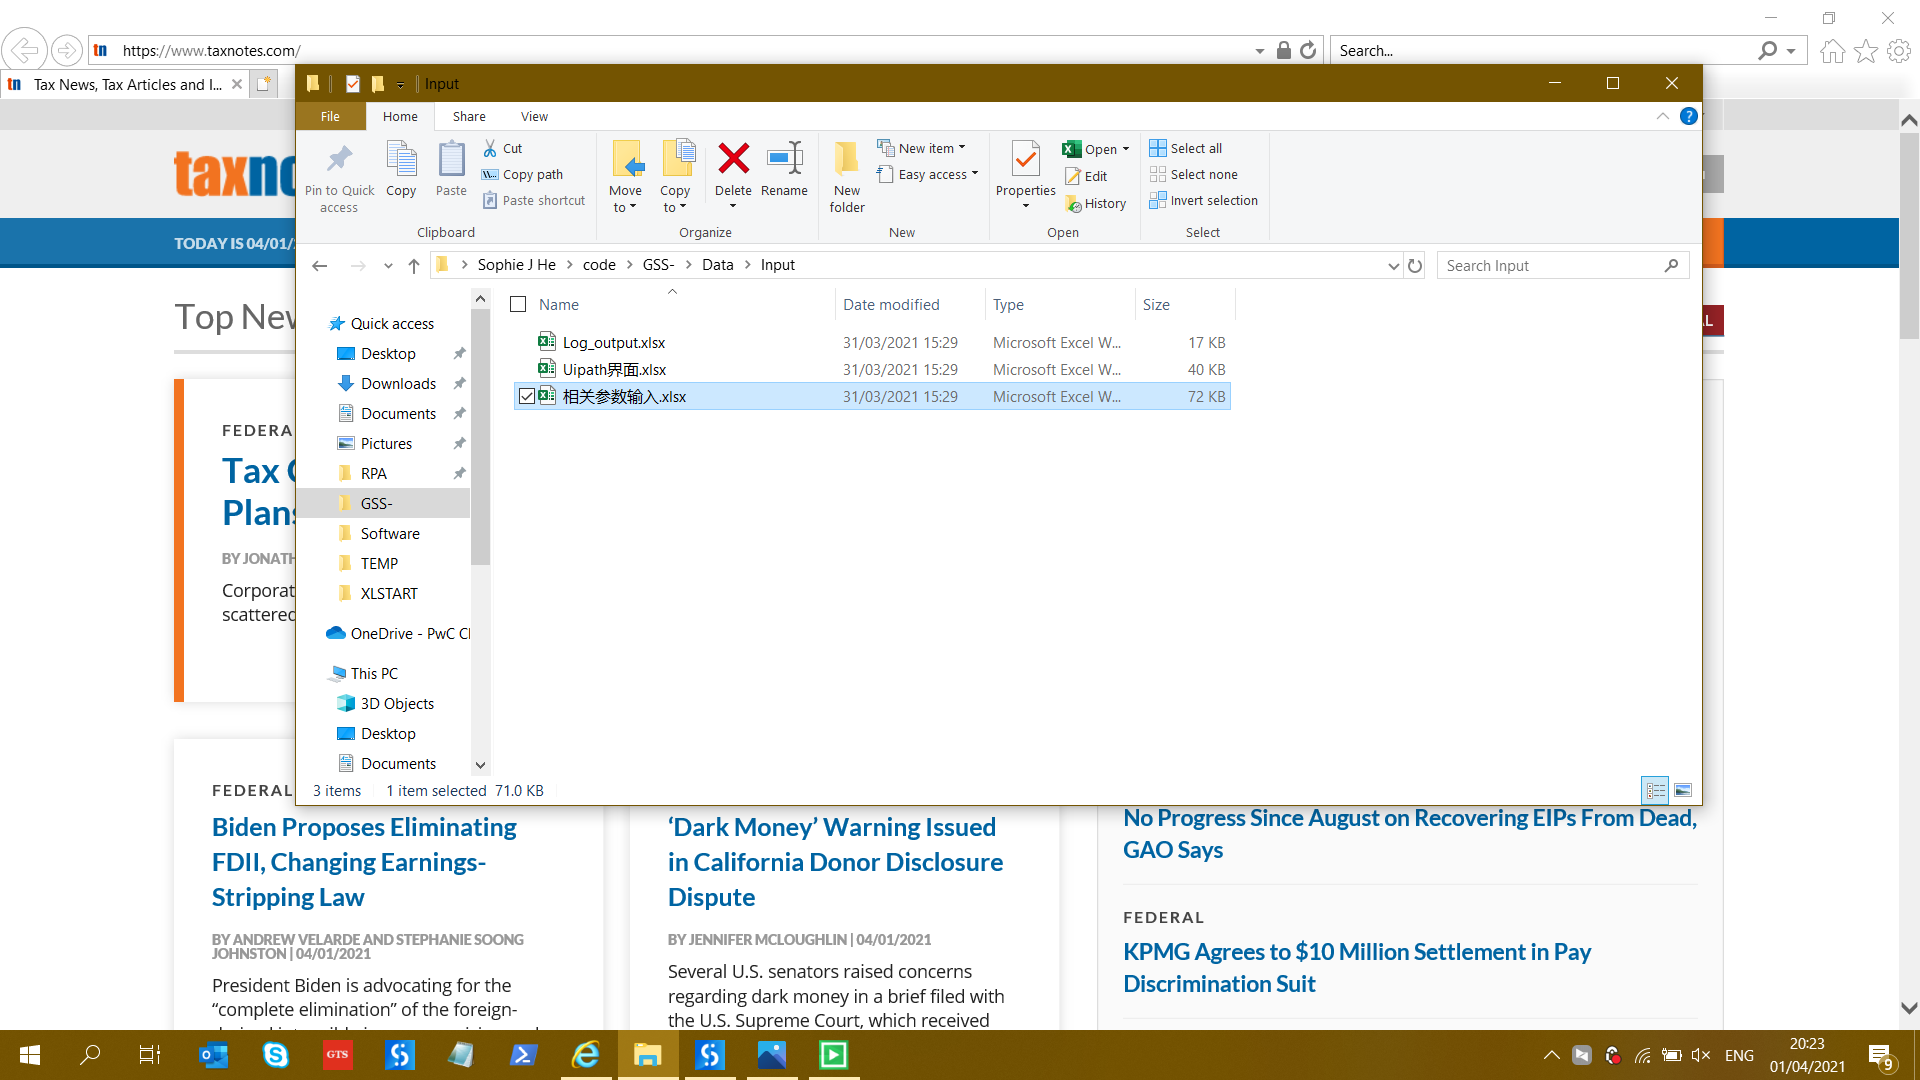 https://www.taxnotes.com/
Search...
Tax News, Tax Articles and I...
Input
File
Home
Share
View
Pin to Quick access
Copy
Paste
Cut
Copy path
Paste shortcut
Clipboard
Move to
Copy to
Delete
Rename
Organize
New folder
New item
Easy access
New
Properties
Open
Edit
History
Open
Select all
Select none
Invert selection
Select
Sophie J He
code
GSS-
Data
Input
Search Input
Name
Date modified
Type
Size
Log_output.xlsx 31/03/2021 15:29 Microsoft Excel W... 17 KB
Uipath界面.xlsx 31/03/2021 15:29 Microsoft Excel W... 40 KB
相关参数输入.xlsx 31/03/2021 15:29 Microsoft Excel W... 72 KB
Quick access
Desktop
Downloads
Documents
Pictures
RPA
GSS-
Software
TEMP
XLSTART
OneDrive - PwC
This PC
3D Objects
Desktop
Documents
3 items 1 item selected 71.0 KB
taxno
TODAY IS 04/01/
Top Nev
FEDERA
Tax
Plans
BY JONATH
Corporat
scattered
FEDERAL
Biden Proposes Eliminating
FDII, Changing Earnings-
Stripping Law
BY ANDREW VELARDE AND STEPHANIE SOONG
JOHNSTON | 04/01/2021
President Biden is advocating for the
“complete elimination” of the foreign-
‘Dark Money’ Warning Issued
in California Donor Disclosure
Dispute
BY JENNIFER MCLOUGHLIN | 04/01/2021
Several U.S. senators raised concerns
regarding dark money in a brief filed with
the U.S. Supreme Court, which received
No Progress Since August on Recovering EIPs From Dead,
GAO Says
FEDERAL
KPMG Agrees to $10 Million Settlement in Pay
Discrimination Suit
GTS
ENG
20:23
01/04/2021
9